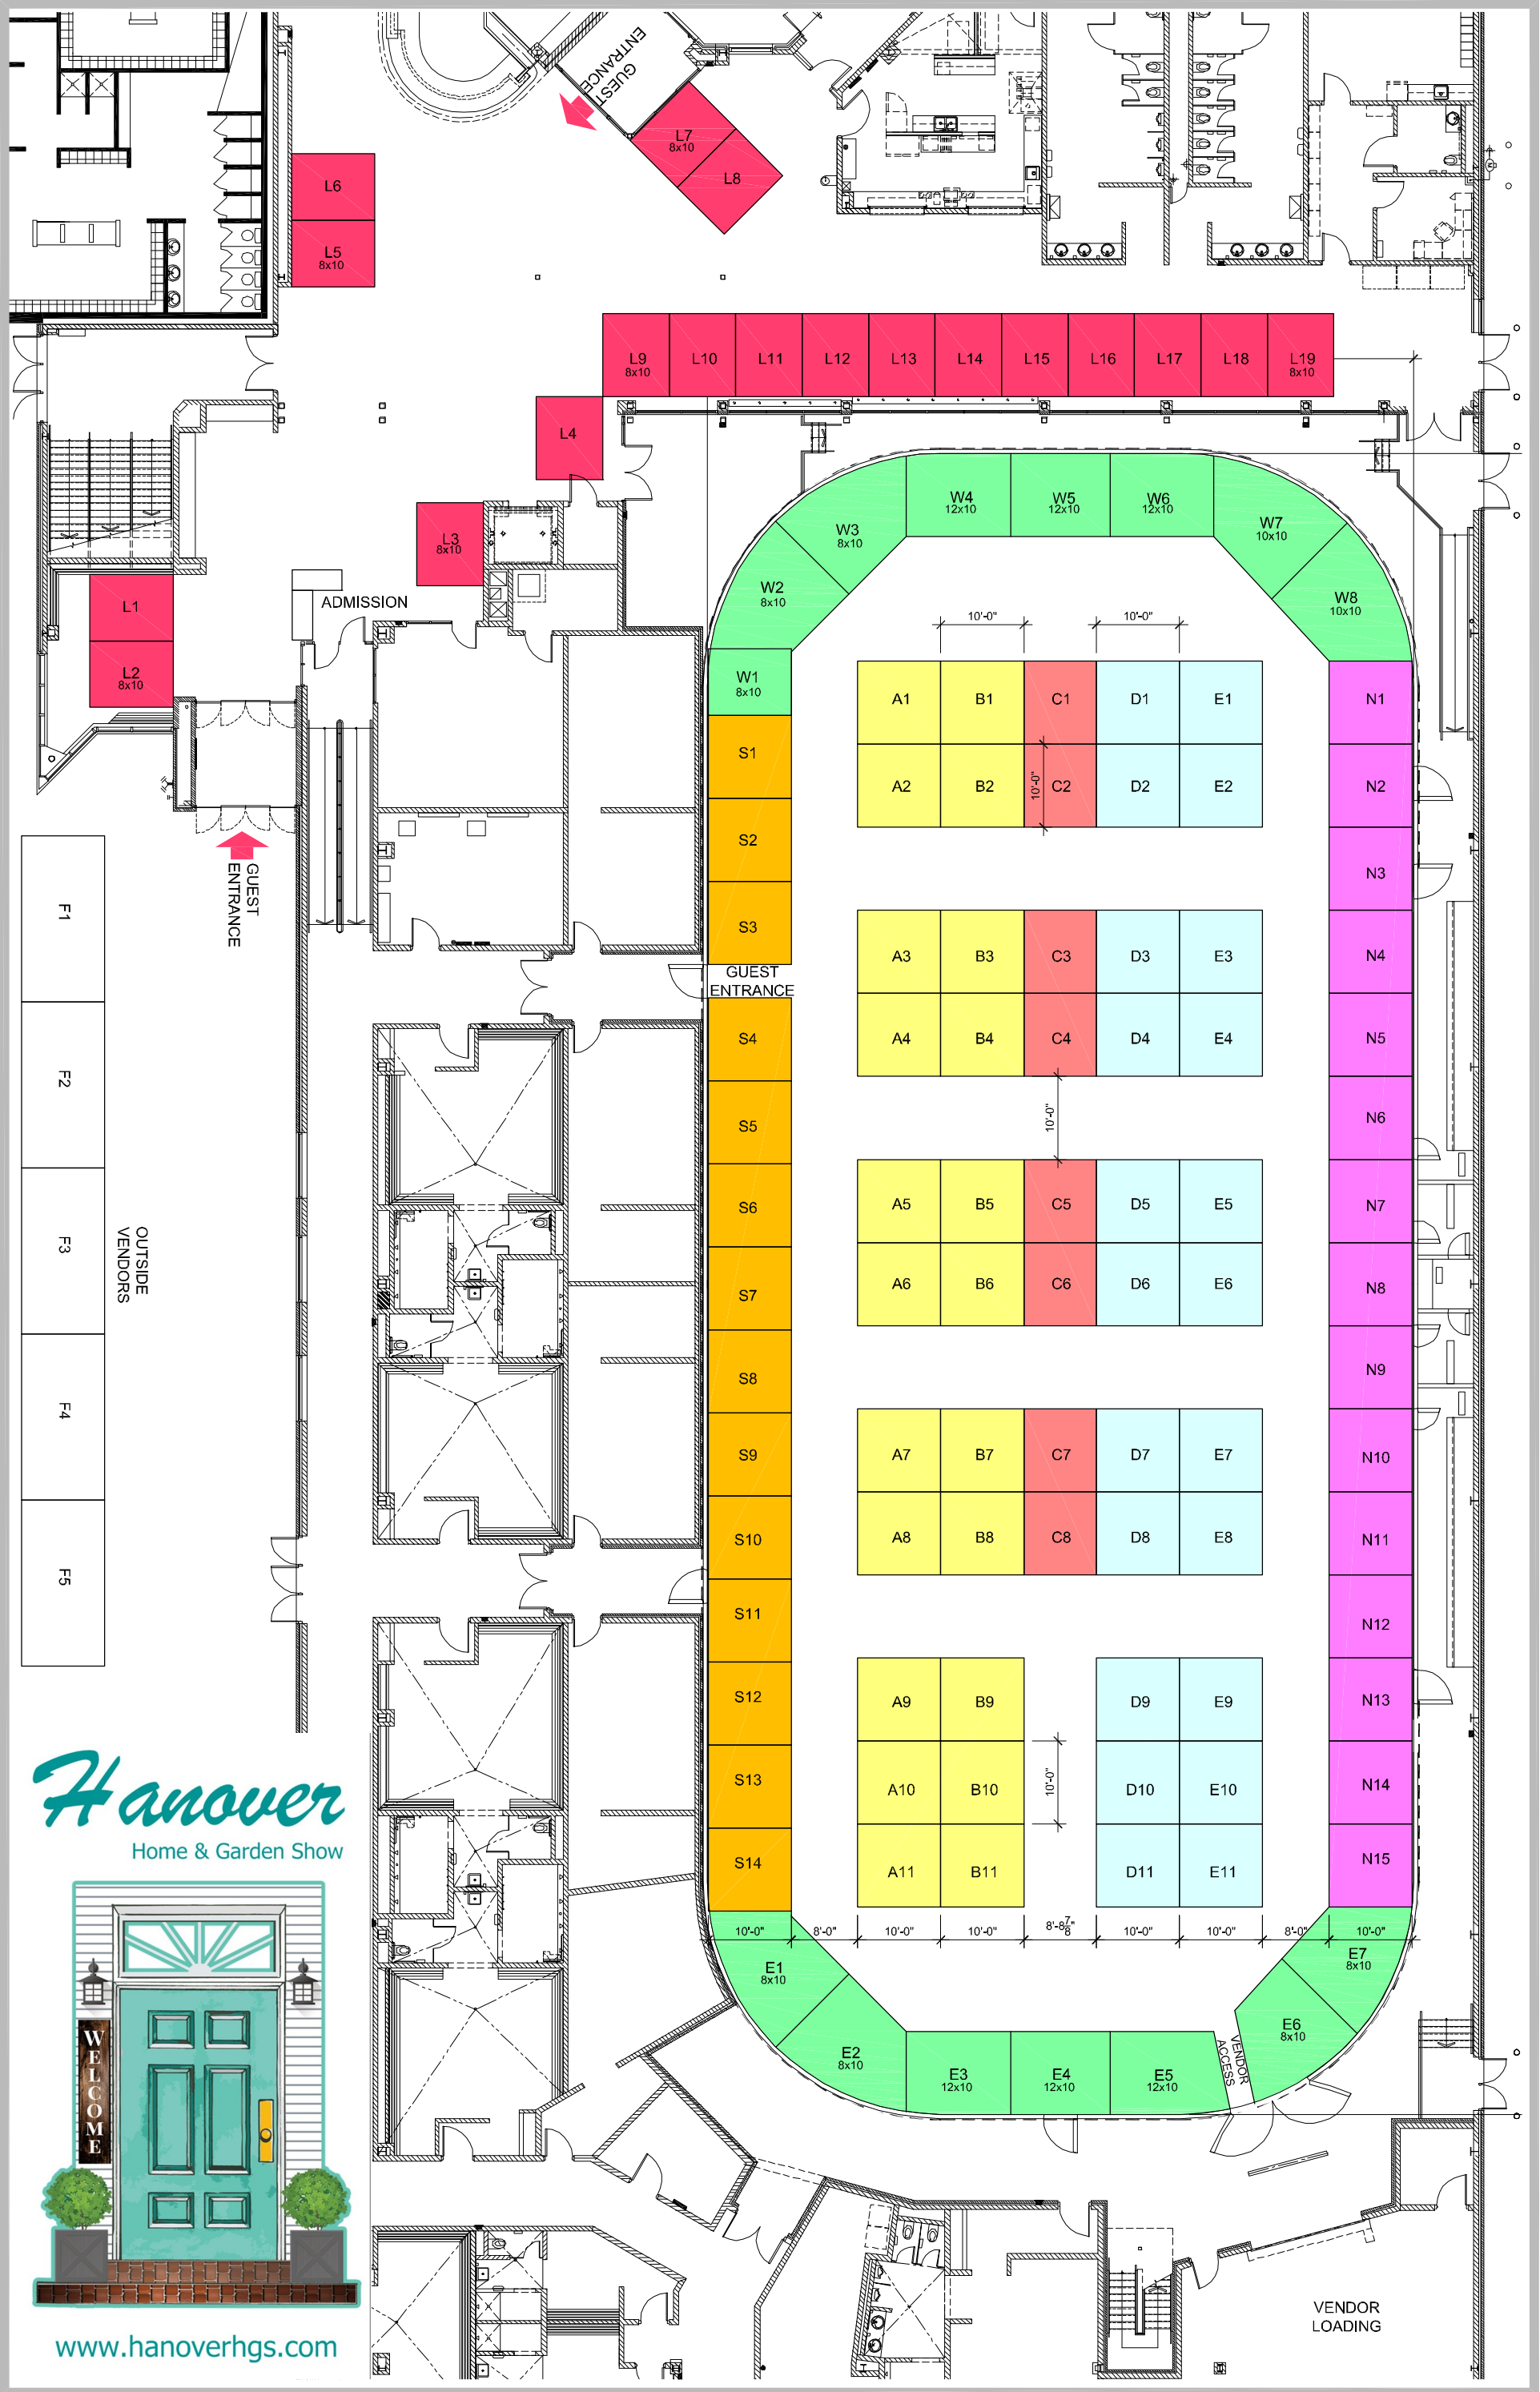 GUEST
ENTRANCE
L7
8x10
L8
L6
L5
8x10
L9
8x10
L10
L11
L12
L13
L14
L15
L16
L17
L18
L19
8x10
L4
L3
8x10
L1
L2
8x10
ADMISSION
GUEST
ENTRANCE
F1
F2
F3
F4
F5
OUTSIDE
VENDORS
W4
12x10
W5
12x10
W6
12x10
W3
8x10
W7
10x10
W2
8x10
W8
10x10
W1
8x10
10'-0"
10'-0"
S1
S2
S3
GUEST
ENTRANCE
S4
S5
S6
S7
S8
S9
S10
S11
S12
S13
S14
A1 B1 C1 D1 E1
A2 B2 10'-0" C2 D2 E2
A3 B3 C3 D3 E3
A4 B4 C4 D4 E4
10'-0"
A5 B5 C5 D5 E5
A6 B6 C6 D6 E6
A7 B7 C7 D7 E7
A8 B8 C8 D8 E8
A9 B9 D9 E9
A10 B10 10'-0" D10 E10
A11 B11 D11 E11
N1
N2
N3
N4
N5
N6
N7
N8
N9
N10
N11
N12
N13
N14
N15
10'-0" 8'-0" 10'-0" 10'-0" 8'-8⅞" 10'-0" 10'-0" 8'-0" 10'-0"
E1
8x10
E2
8x10
E3
12x10
E4
12x10
E5
12x10
VENDOR
ACCESS
E6
8x10
E7
8x10
Hanover
Home & Garden Show
WELCOME
www.hanoverhgs.com
VENDOR
LOADING